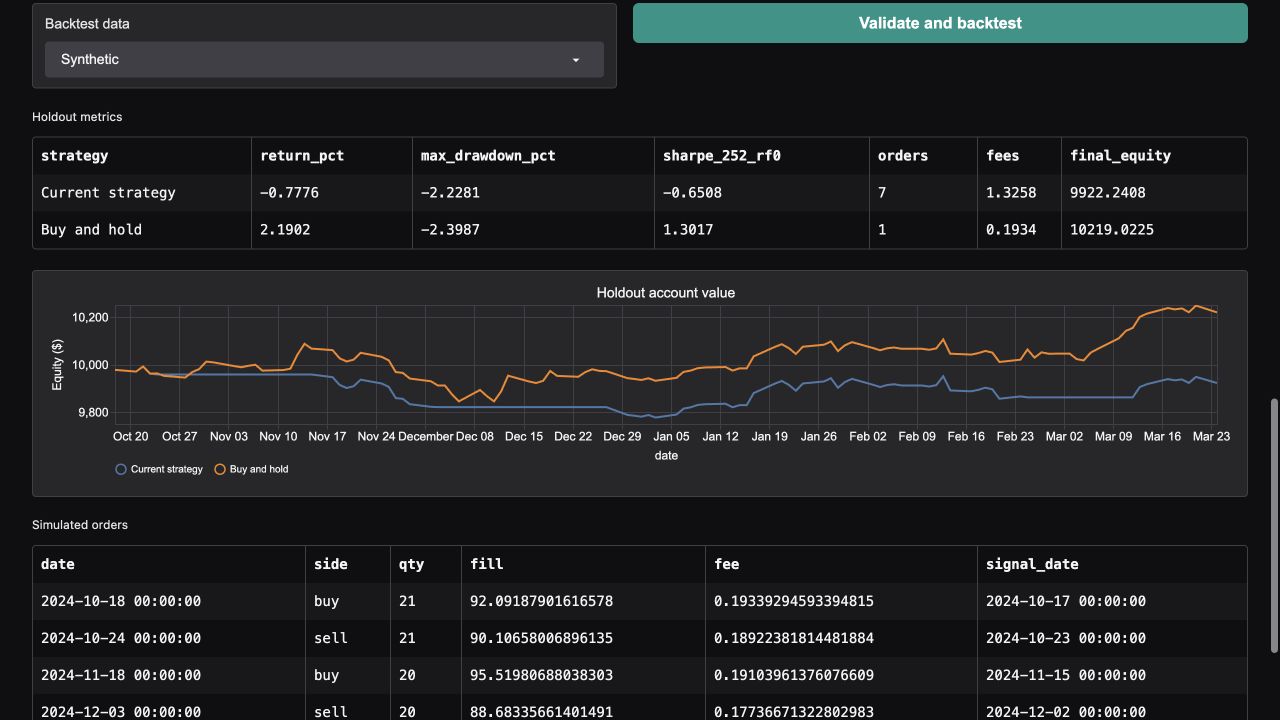 Backtest data
Synthetic
Validate and backtest
Holdout metrics
strategy return_pct max_drawdown_pct sharpe_252_rf0 orders fees final_equity
Current strategy −0.7776 −2.2281 −0.6508 7 1.3258 9922.2408
Buy and hold 2.1902 −2.3987 1.3017 1 0.1934 10219.0225
Holdout account value
Equity ($)
10,200
10,000
9,800
Oct 20 Oct 27 Nov 03 Nov 10 Nov 17 Nov 24 December Dec 08 Dec 15 Dec 22 Dec 29 Jan 05 Jan 12 Jan 19 Jan 26 Feb 02 Feb 09 Feb 16 Feb 23 Mar 02 Mar 09 Mar 16 Mar 23
date
Current strategy Buy and hold
Simulated orders
date side qty fill fee signal_date
2024-10-18 00:00:00 buy 21 92.09187901616578 0.19339294593394815 2024-10-17 00:00:00
2024-10-24 00:00:00 sell 21 90.10658006896135 0.18922381814481884 2024-10-23 00:00:00
2024-11-18 00:00:00 buy 20 95.51980688038303 0.19103961376076609 2024-11-15 00:00:00
2024-12-03 00:00:00 sell 20 88.68335661401491 0.17736671322802983 2024-12-02 00:00:00